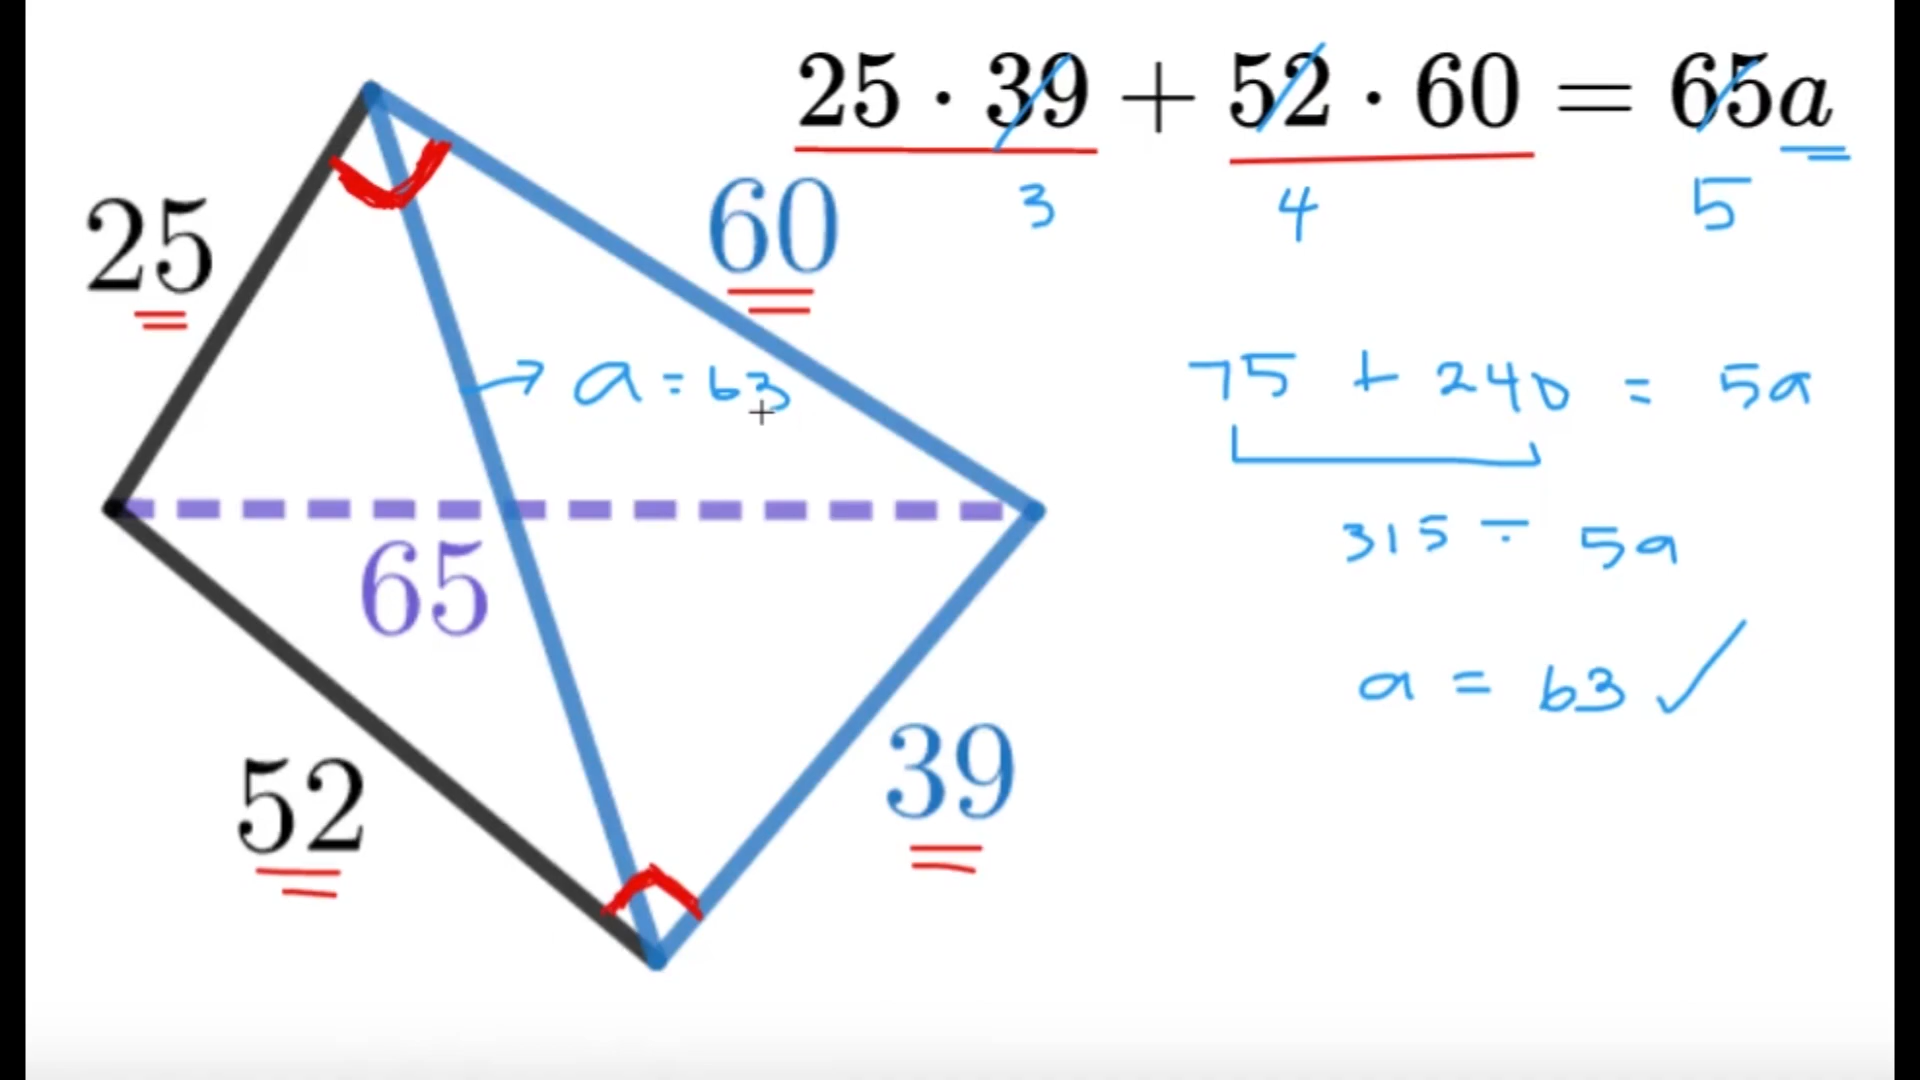 25 · 39 + 52 · 60 = 65a
3 4 5
25
60
a = 63
75 + 240 = 5a
65
315 = 5a
a = 63 ✓
52
39